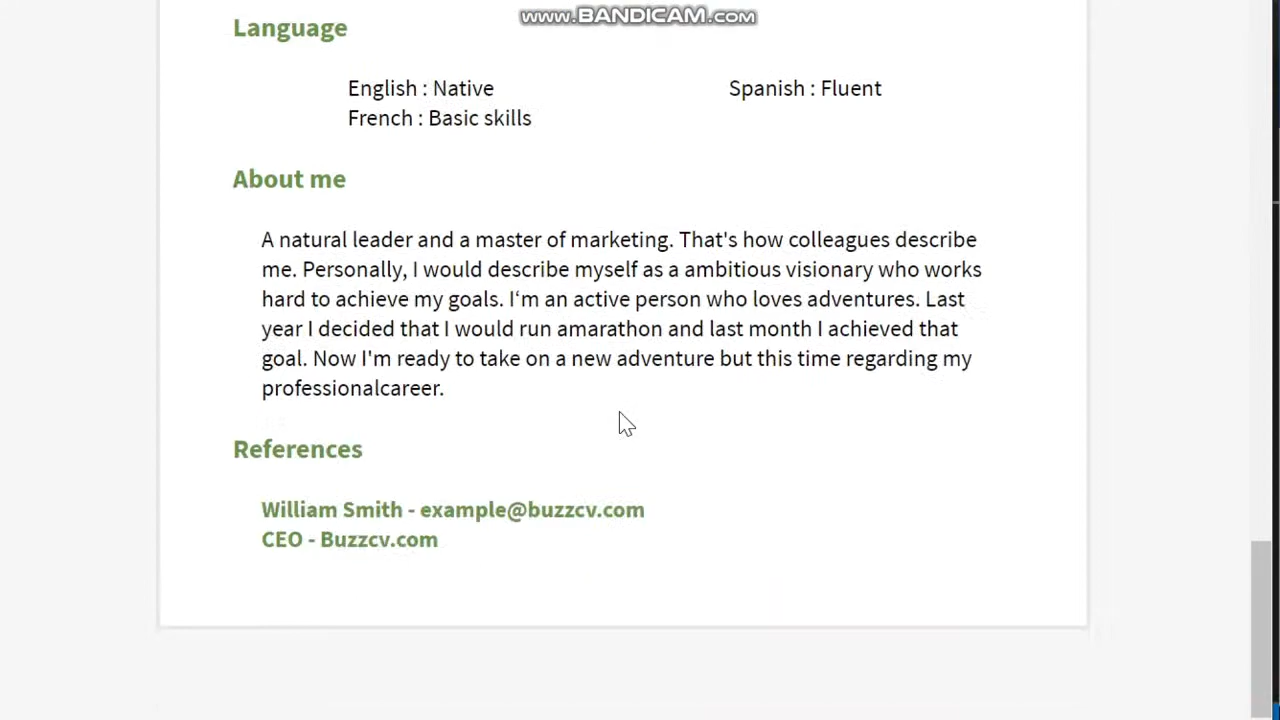 www.BANDICAM.com
Language
English : Native
Spanish : Fluent
French : Basic skills
About me
A natural leader and a master of marketing. That's how colleagues describe
me. Personally, I would describe myself as a ambitious visionary who works
hard to achieve my goals. I‘m an active person who loves adventures. Last
year I decided that I would run amarathon and last month I achieved that
goal. Now I'm ready to take on a new adventure but this time regarding my
professionalcareer.
References
William Smith - example@buzzcv.com
CEO - Buzzcv.com